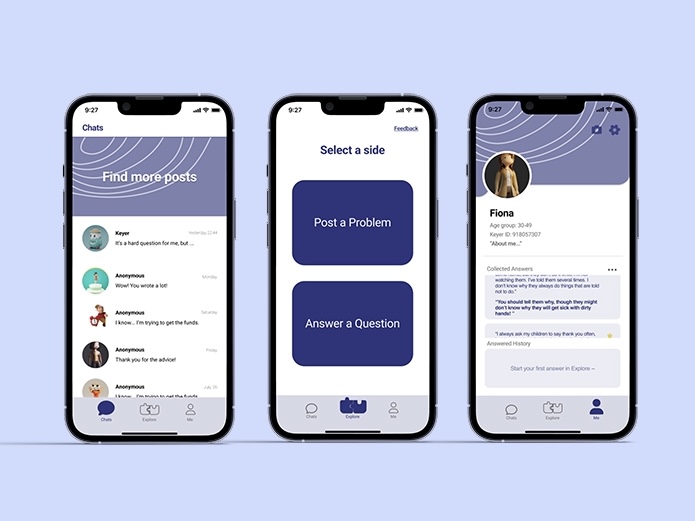 9:27
Chats
Find more posts
Keyer
Yesterday 22:44
It's a hard question for me, but ...
Anonymous
Monday
Wow! You wrote a lot!
Anonymous
Saturday
I know... I'm trying to get the funds.
Anonymous
Friday
Thank you for the advice!
Anonymous
July, 30
I know... I'm trying to get the funds.
Chats
Explore
Me
9:27
Feedback
Select a side
Post a Problem
Answer a Question
Chats
Explore
Me
9:27
Fiona
Age group: 30-49
Keyer ID: 918057307
"About me..."
Collected Answers
watching them. I've told them several times. I
don't know why they always do things that are told
not to do."
"You should tell them why, though they might
don't know why they will get sick with dirty
hands! "
"I always ask my children to say thank you often,
Answered History
Start your first answer in Explore ~
Chats
Explore
Me